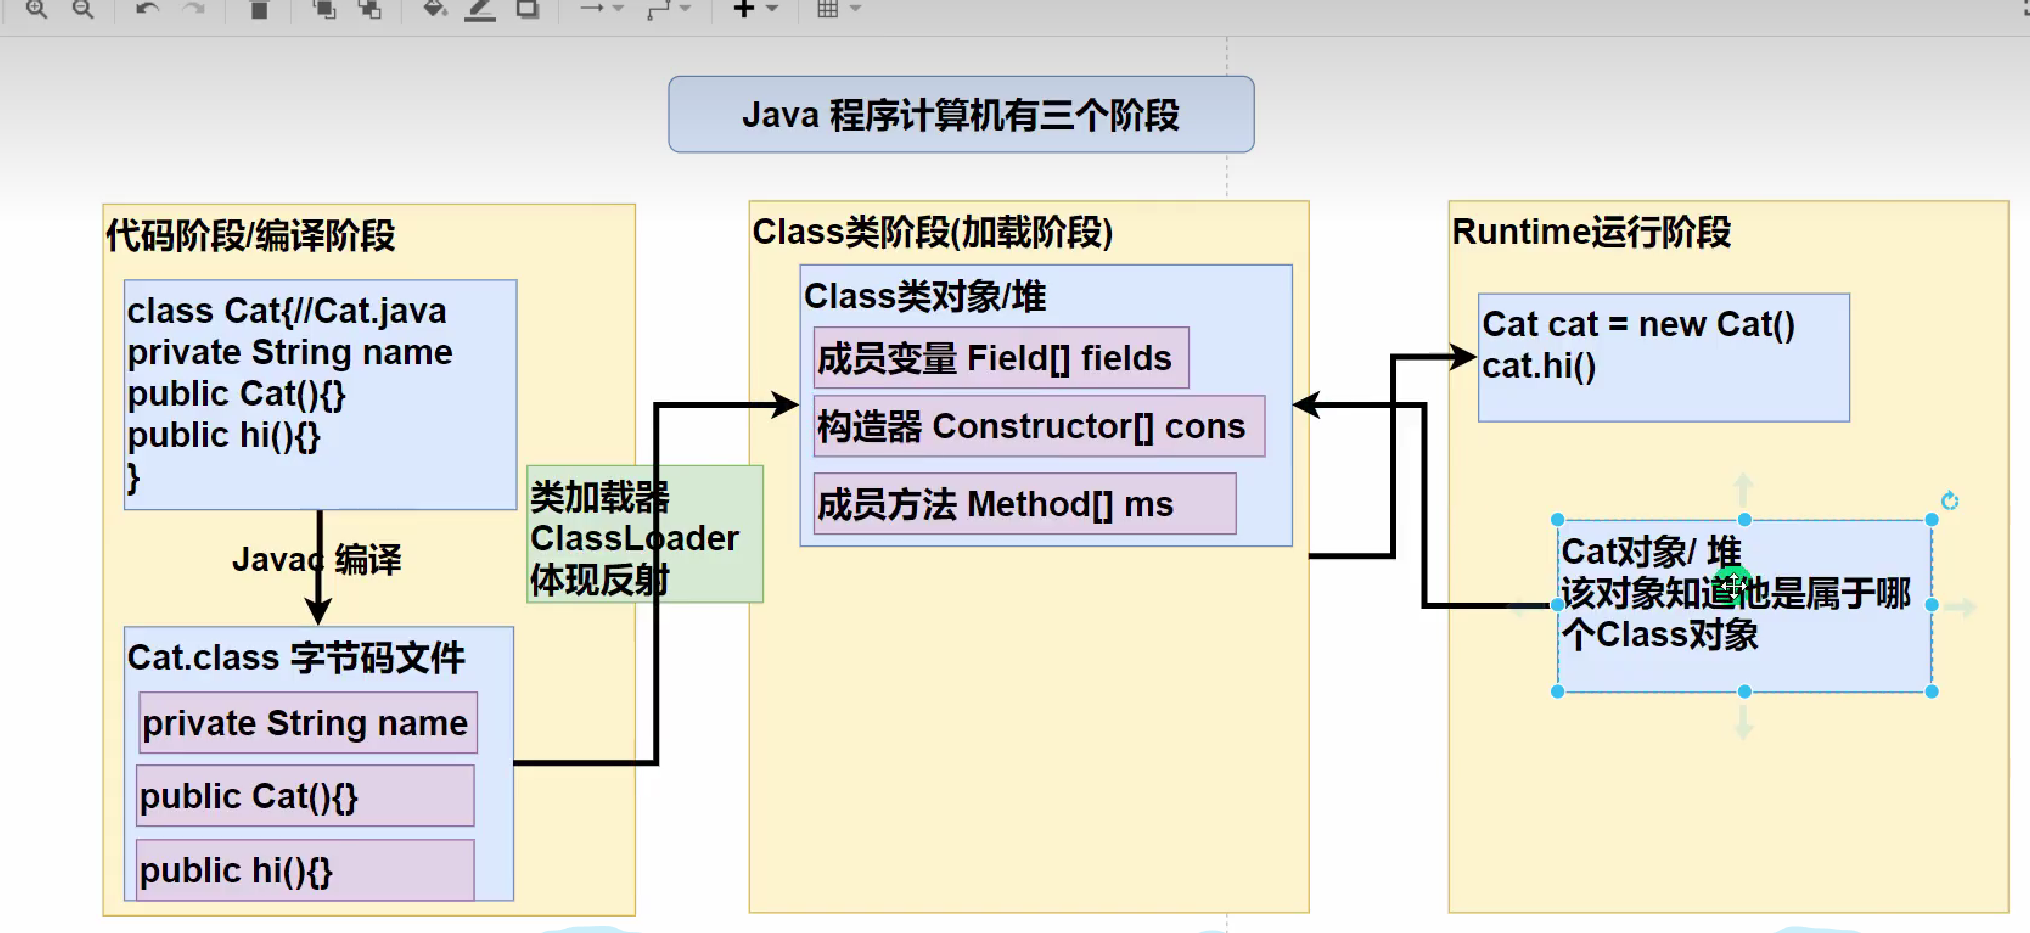 Java 程序计算机有三个阶段
代码阶段/编译阶段
class Cat{//Cat.java
private String name
public Cat(){}
public hi(){}
}
Javac 编译
Cat.class 字节码文件
private String name
public Cat(){}
public hi(){}
类加载器
ClassLoader
体现反射
Class类阶段(加载阶段)
Class类对象/堆
成员变量 Field[] fields
构造器 Constructor[] cons
成员方法 Method[] ms
Runtime运行阶段
Cat cat = new Cat()
cat.hi()
Cat对象/ 堆
该对象知道他是属于哪
个Class对象